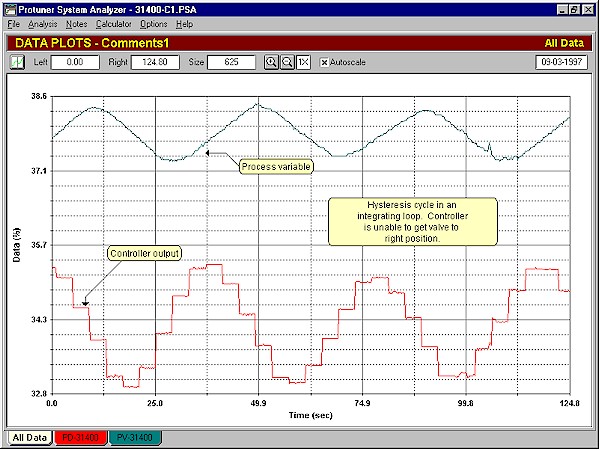 Protuner System Analyzer - 31400-C1.PSA
File Analysis Notes Calculator Options Help
DATA PLOTS - Comments1 All Data
Left 0.00 Right 124.80 Size 625 1X Autoscale 09-03-1997
38.6
37.1
35.7
34.3
32.8
Data (%)
Process variable
Hysteresis cycle in an
integrating loop. Controller
is unable to get valve to
right position.
Controller output
0.0 25.0 49.9 74.9 99.8 124.8
Time (sec)
All Data PD-31400 PV-31400